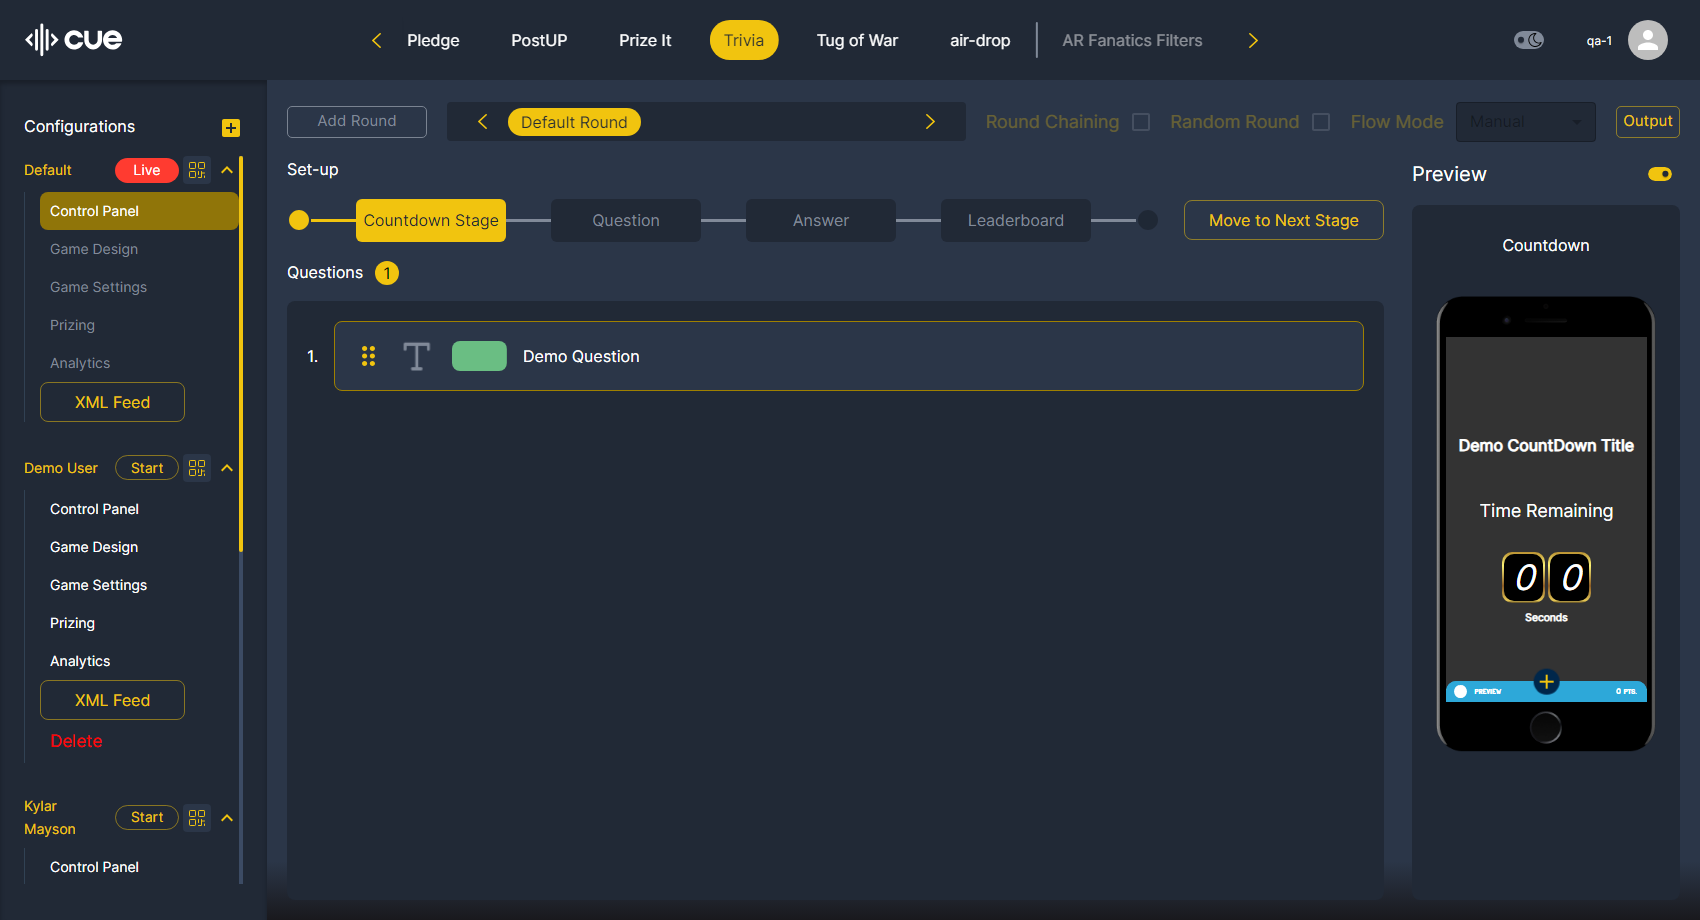 cue
Pledge
PostUP
Prize It
Trivia
Tug of War
air-drop
AR Fanatics Filters
qa-1
Configurations
Default
Live
Control Panel
Game Design
Game Settings
Prizing
Analytics
XML Feed
Demo User
Start
Control Panel
Game Design
Game Settings
Prizing
Analytics
XML Feed
Delete
Kylar
Mayson
Start
Control Panel
Add Round
Default Round
Round Chaining
Random Round
Flow Mode
Manual
Output
Set-up
Countdown Stage
Question
Answer
Leaderboard
Move to Next Stage
Questions 1
1.
T
Demo Question
Preview
Countdown
Demo CountDown Title
Time Remaining
0 0
Seconds
PREVIEW
0 PTS.